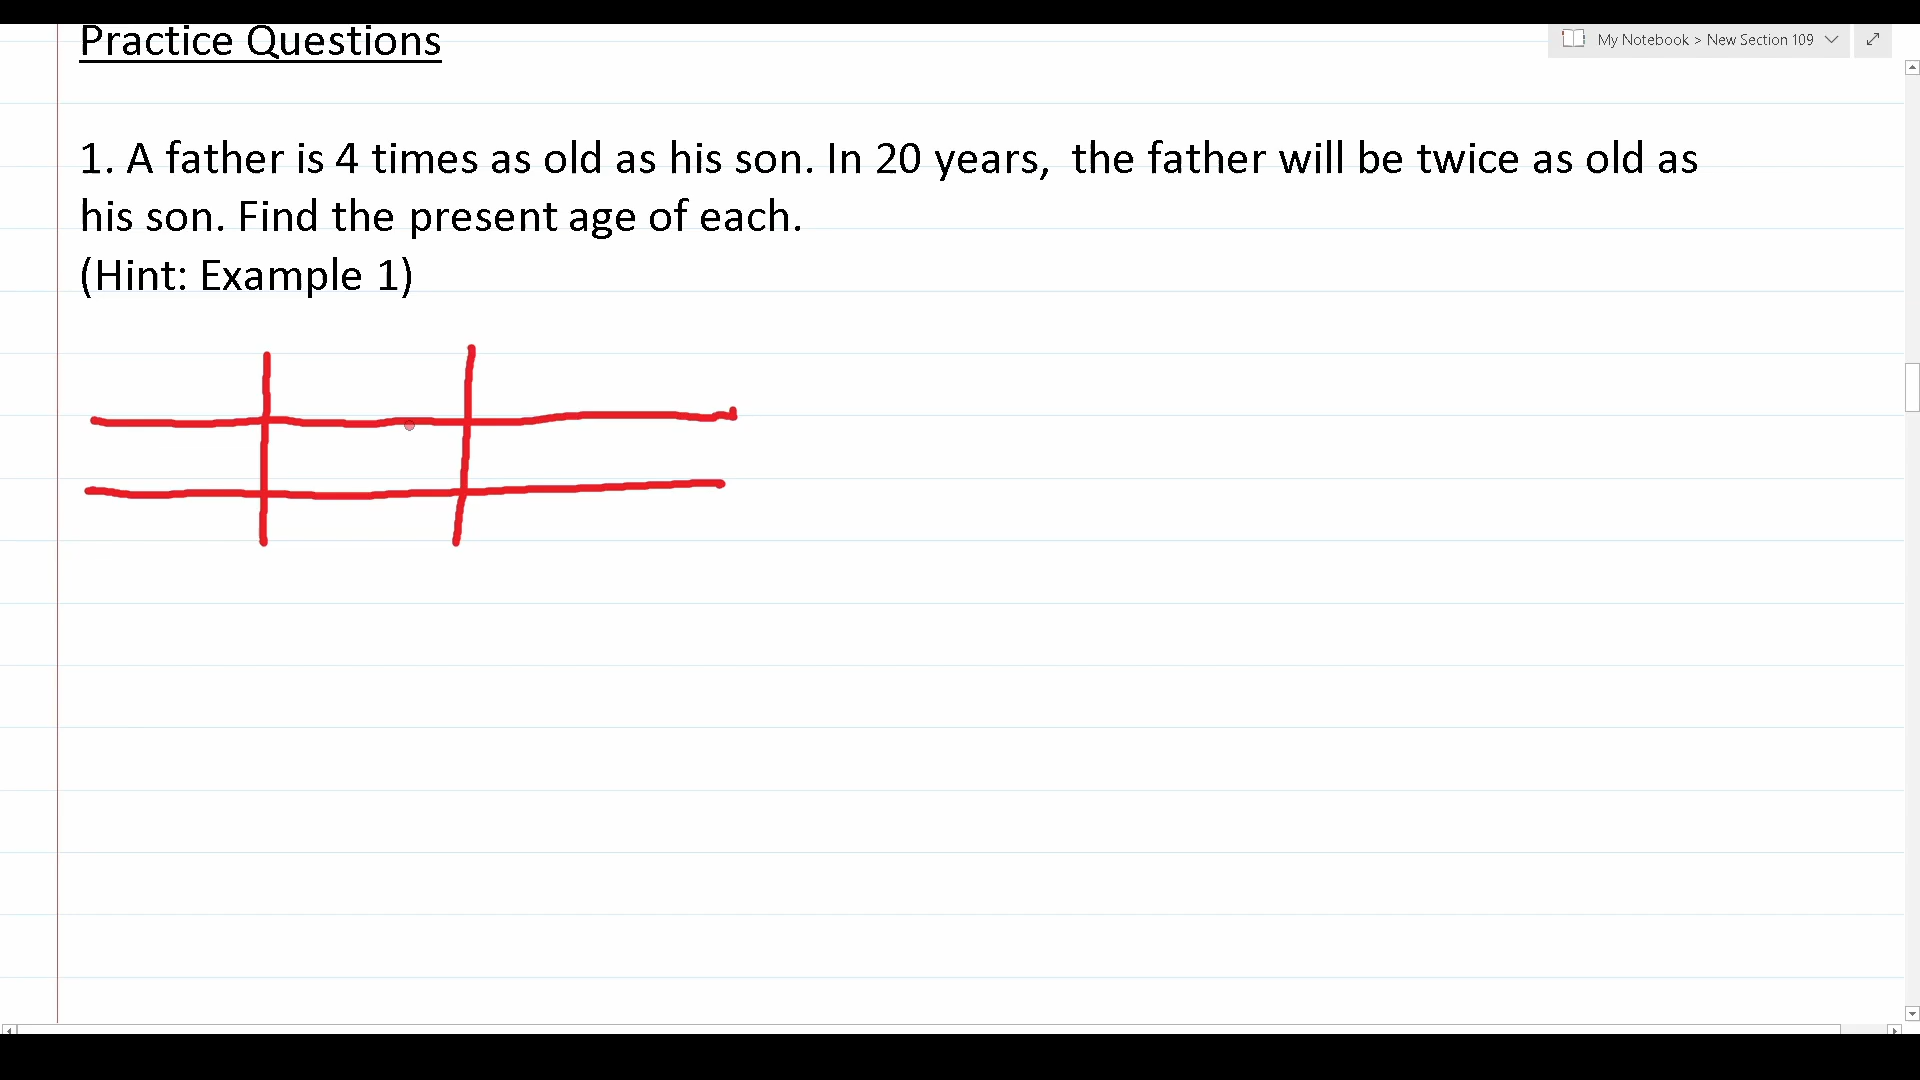 Practice Questions
My Notebook > New Section 109
1. A father is 4 times as old as his son. In 20 years, the father will be twice as old as
his son. Find the present age of each.
(Hint: Example 1)